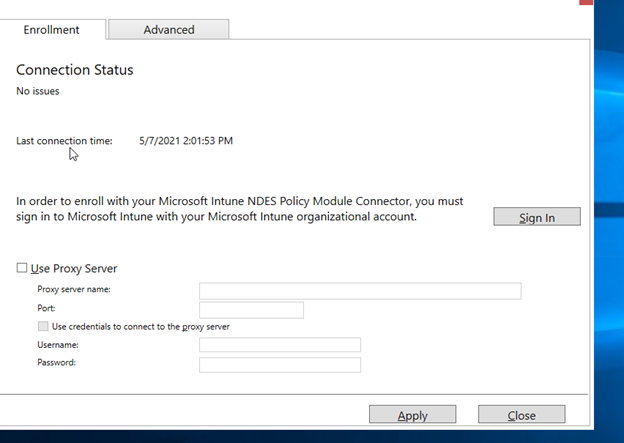 Enrollment
Advanced
Connection Status
No issues
Last connection time: 5/7/2021 2:01:53 PM
In order to enroll with your Microsoft Intune NDES Policy Module Connector, you must
sign in to Microsoft Intune with your Microsoft Intune organizational account.
Sign In
Use Proxy Server
Proxy server name:
Port:
Use credentials to connect to the proxy server
Username:
Password:
Apply
Close